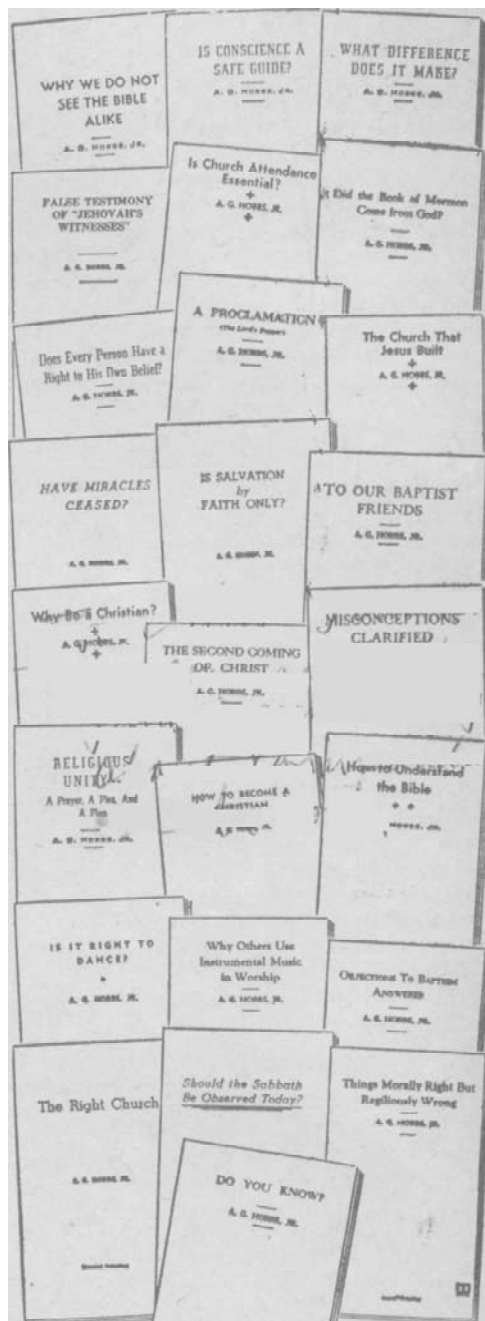 WHY WE DO NOT
SEE THE BIBLE
ALIKE
A. G. HOBBS, JR.
IS CONSCIENCE A
SAFE GUIDE?
A. G. HOBBS, JR.
WHAT DIFFERENCE
DOES IT MAKE?
A. G. HOBBS, JR.
FALSE TESTIMONY
OF "JEHOVAH'S
WITNESSES"
A. G. HOBBS, JR.
Is Church Attendance
Essential?
A. G. HOBBS, JR.
Did the Book of Mormon
Come from God?
A. G. HOBBS, JR.
Does Every Person Have a
Right to His Own Belief?
A. G. HOBBS, JR.
A PROCLAMATION
(The Lord's Prayer)
A. G. HOBBS, JR.
The Church That
Jesus Built
A. G. HOBBS, JR.
HAVE MIRACLES
CEASED?
A. G. HOBBS, JR.
IS SALVATION
by
FAITH ONLY?
A. G. HOBBS, JR.
TO OUR BAPTIST
FRIENDS
A. G. HOBBS, JR.
Why Be a Christian?
A. G. HOBBS, JR.
THE SECOND COMING
OF CHRIST
A. G. HOBBS, JR.
MISCONCEPTIONS
CLARIFIED
RELIGIOUS
UNITY
A Prayer, A Plea, And
A Plan
A. G. HOBBS, JR.
HOW TO BECOME A
CHRISTIAN
How to Understand
the Bible
HOBBS, JR.
IS IT RIGHT TO
DANCE?
A. G. HOBBS, JR.
Why Others Use
Instrumental Music
in Worship
A. G. HOBBS, JR.
OBJECTIONS TO BAPTISM
ANSWERED
A. G. HOBBS, JR.
The Right Church
A. G. HOBBS, JR.
Should the Sabbath
Be Observed Today?
Things Morally Right But
Regiliously Wrong
A. G. HOBBS, JR.
DO YOU KNOW?
A. G. HOBBS, JR.